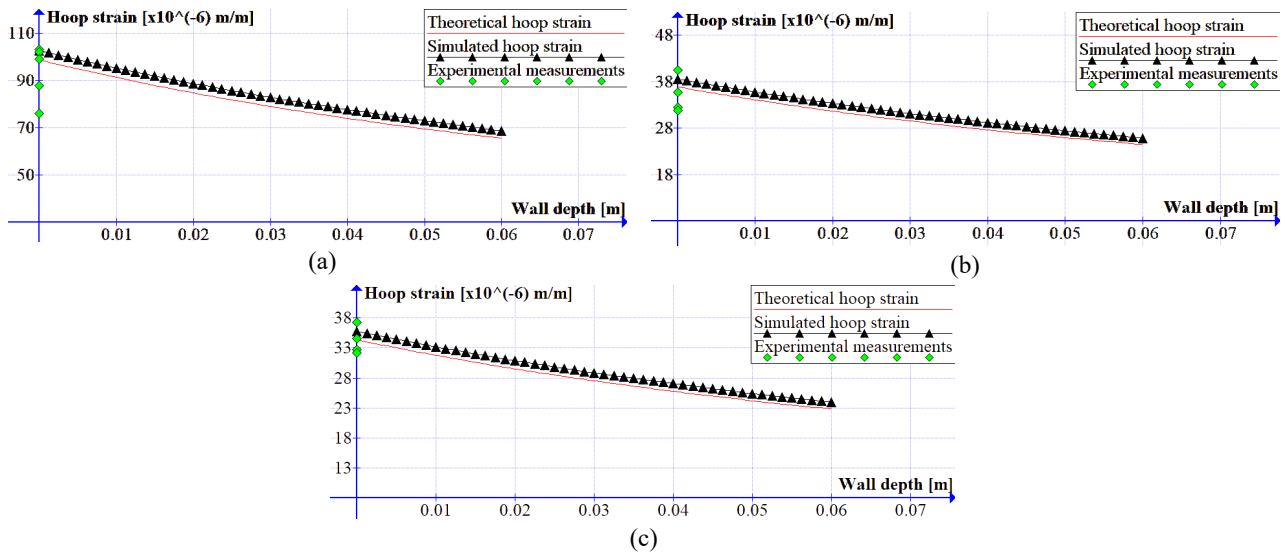 Hoop strain [x10^(-6) m/m]
Theoretical hoop strain
Simulated hoop strain
Experimental measurements
110
90
70
50
Wall depth [m]
0.01 0.02 0.03 0.04 0.05 0.06 0.07
(a)
Hoop strain [x10^(-6) m/m]
Theoretical hoop strain
Simulated hoop strain
Experimental measurements
48
38
28
18
Wall depth [m]
0.01 0.02 0.03 0.04 0.05 0.06 0.07
(b)
Hoop strain [x10^(-6) m/m]
Theoretical hoop strain
Simulated hoop strain
Experimental measurements
38
33
28
23
18
13
Wall depth [m]
0.01 0.02 0.03 0.04 0.05 0.06 0.07
(c)